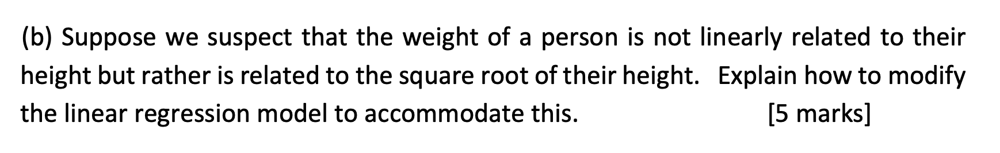 (b) Suppose we suspect that the weight of a person is not linearly related to their
height but rather is related to the square root of their height. Explain how to modify
the linear regression model to accommodate this. [5 marks]